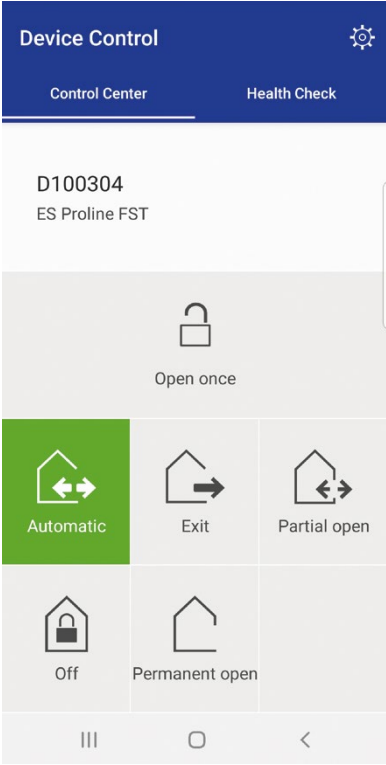 Device Control
Control Center Health Check
D100304
ES Proline FST
Open once
Automatic Exit Partial open
Off Permanent open